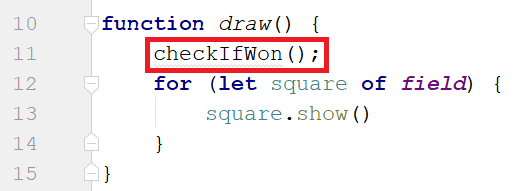 10 function draw() {
11 checkIfWon();
12 for (let square of field) {
13 square.show()
14 }
15 }